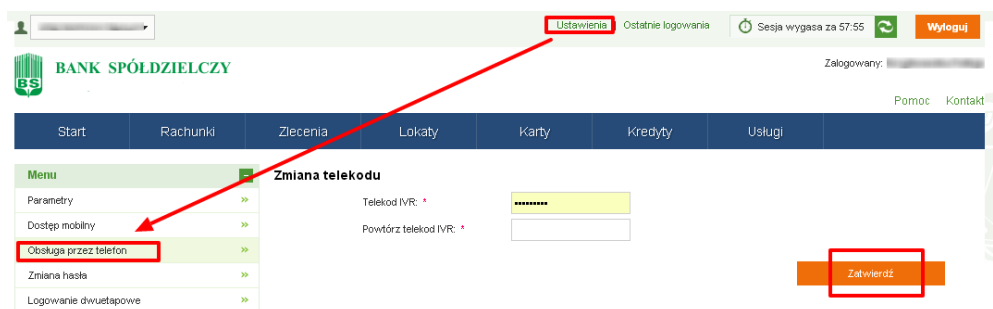 Ustawienia Ostatnie logowania Sesja wygasa za 57:55 Wyloguj
BANK SPÓŁDZIELCZY
BS
Zalogowany:
Pomoc Kontakt
Start Rachunki Zlecenia Lokaty Karty Kredyty Usługi
Menu
Parametry
Dostęp mobilny
Obsługa przez telefon
Zmiana hasła
Logowanie dwuetapowe
Zmiana telekodu
Telekod IVR: *
Powtórz telekod IVR: *
Zatwierdź